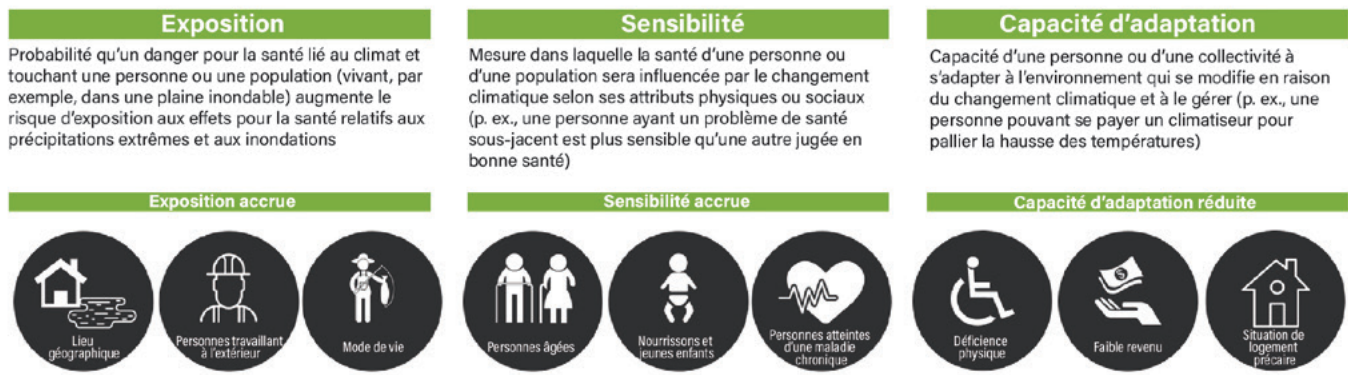 Exposition
Probabilité qu'un danger pour la santé lié au climat et
touchant une personne ou une population (vivant, par
exemple, dans une plaine inondable) augmente le
risque d'exposition aux effets pour la santé relatifs aux
précipitations extrêmes et aux inondations
Exposition accrue
Lieu
géographique
Personnes travaillant
à l'extérieur
Mode de vie
Sensibilité
Mesure dans laquelle la santé d'une personne ou
d'une population sera influencée par le changement
climatique selon ses attributs physiques ou sociaux
(p. ex., une personne ayant un problème de santé
sous-jacent est plus sensible qu'une autre jugée en
bonne santé)
Sensibilité accrue
Personnes âgées
Nourrissons et
jeunes enfants
Personnes atteintes
d'une maladie
chronique
Capacité d'adaptation
Capacité d'une personne ou d'une collectivité à
s'adapter à l'environnement qui se modifie en raison
du changement climatique et à le gérer (p. ex., une
personne pouvant se payer un climatiseur pour
pallier la hausse des températures)
Capacité d'adaptation réduite
Déficience
physique
$
Faible revenu
Situation de
logement
précaire